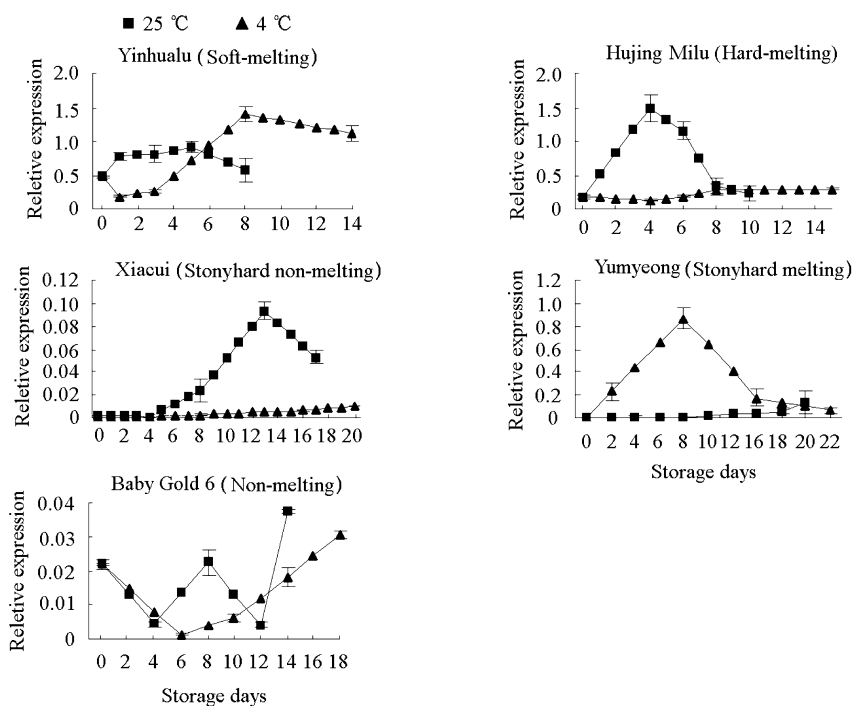 25 ℃ 4 ℃
Yinhualu (Soft-melting)
Reletive expression
2.0
1.5
1.0
0.5
0
0 2 4 6 8 10 12 14
Hujing Milu (Hard-melting)
Reletive expression
2.0
1.5
1.0
0.5
0
0 2 4 6 8 10 12 14
Xiacui (Stonyhard non-melting)
Reletive expression
0.12
0.10
0.08
0.06
0.04
0.02
0
0 2 4 6 8 10 12 14 16 18 20
Yumyeong (Stonyhard melting)
Reletive expression
1.2
1.0
0.8
0.6
0.4
0.2
0
0 2 4 6 8 10 12 16 18 20 22
Storage days
Baby Gold 6 (Non-melting)
Reletive expression
0.04
0.03
0.02
0.01
0
0 2 4 6 8 10 12 14 16 18
Storage days